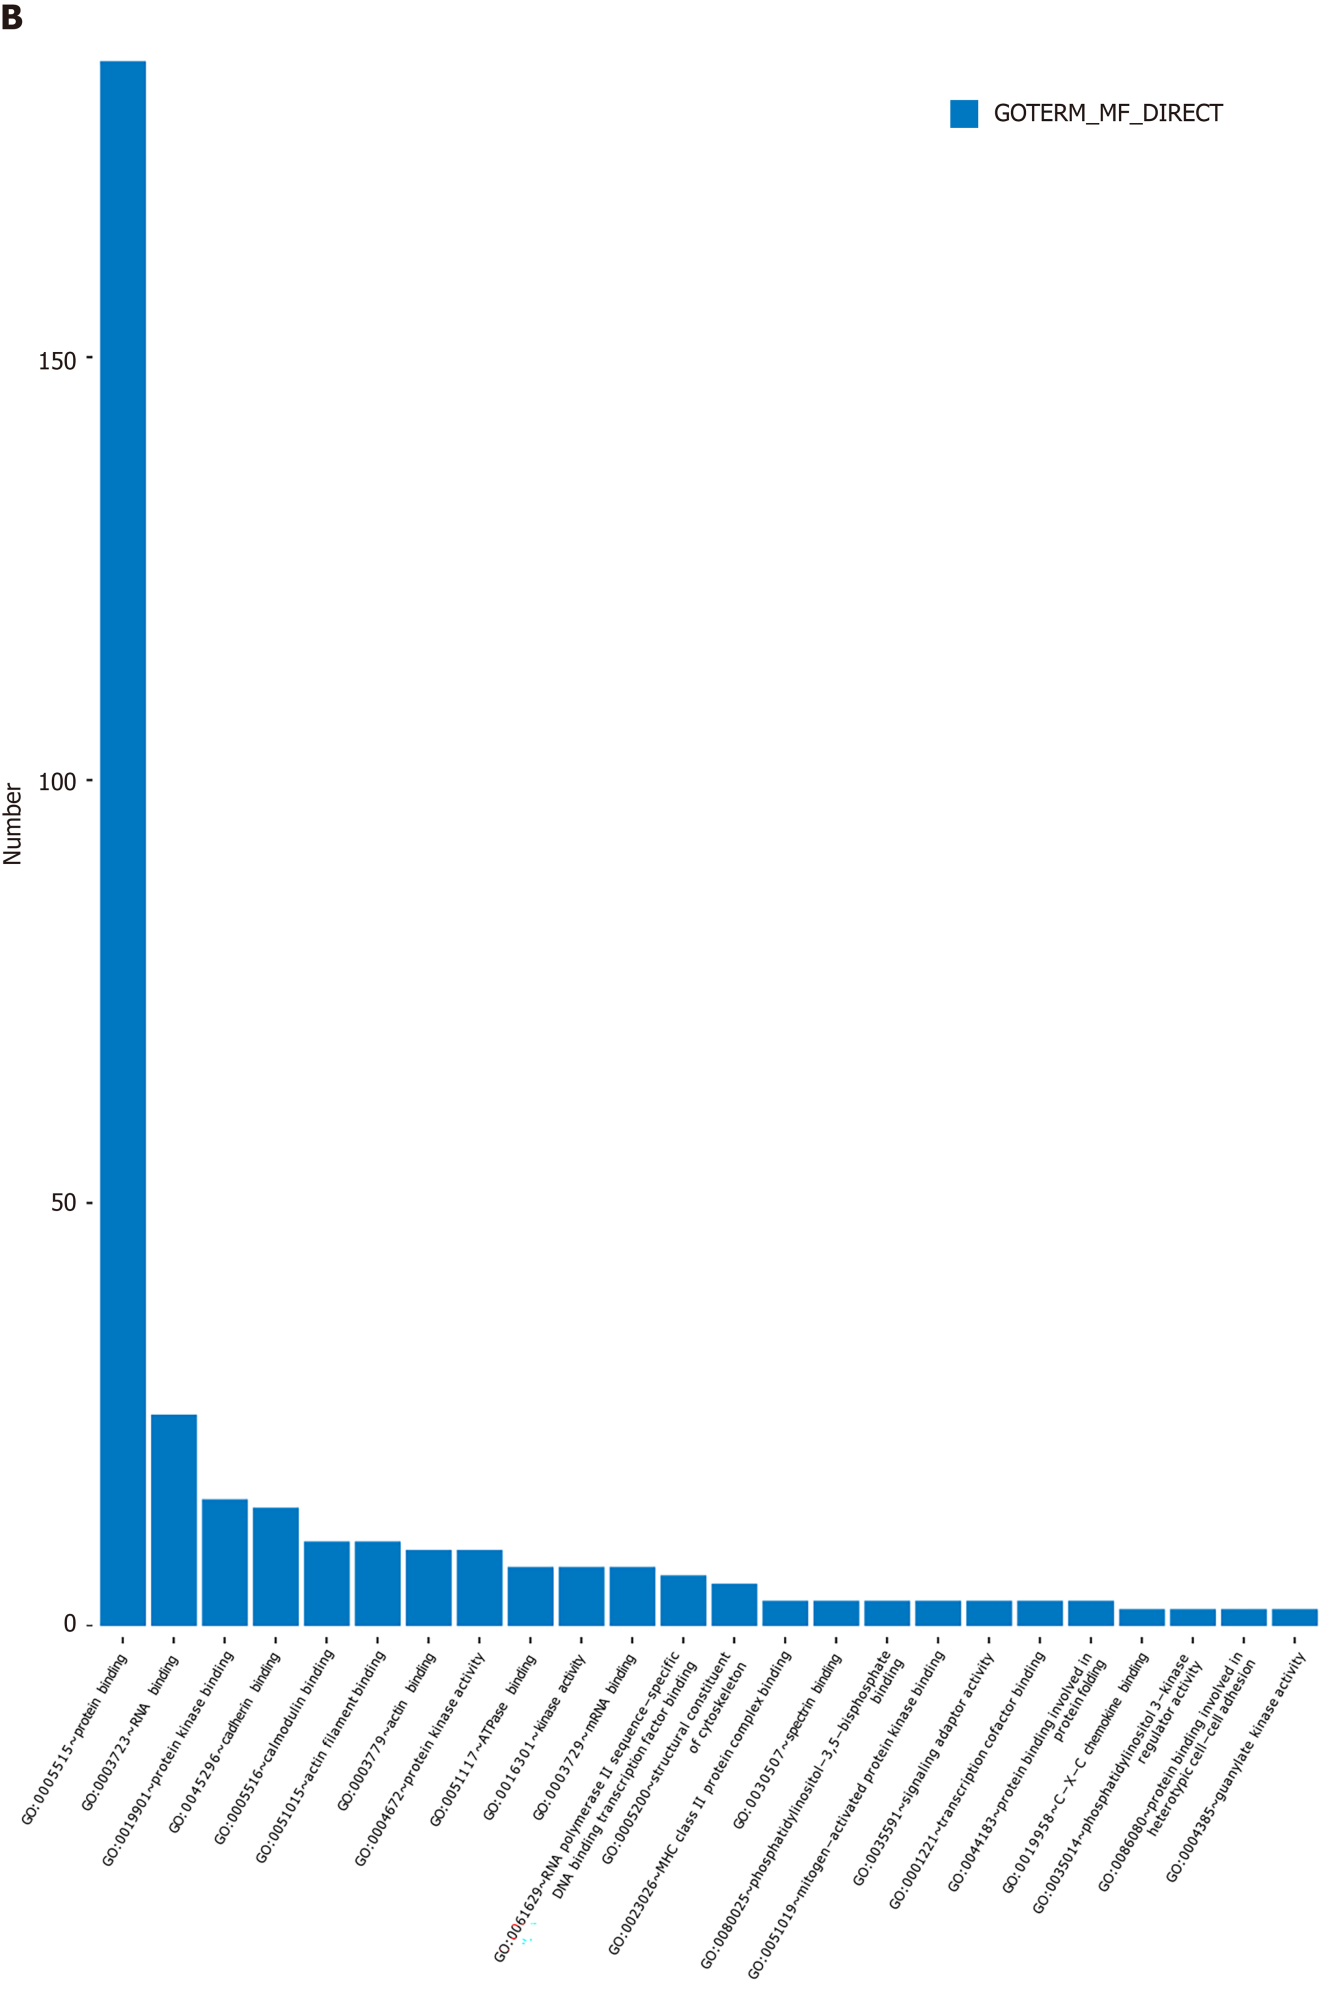 B
GOTERM_MF_DIRECT
Number
150
100
50
0
GO:0005515~protein binding
GO:0003723~RNA binding
GO:0019901~protein kinase binding
GO:0045296~cadherin binding
GO:0005516~calmodulin binding
GO:0051015~actin filament binding
GO:0003779~actin binding
GO:0004672~protein kinase activity
GO:0051117~ATPase binding
GO:0016301~kinase activity
GO:0003729~mRNA binding
GO:0061629~RNA polymerase II sequence−specific
DNA binding transcription factor binding
GO:0005200~structural constituent
of cytoskeleton
GO:0023026~MHC class II protein complex binding
GO:0030507~spectrin binding
GO:0080025~phosphatidylinositol−3,5−bisphosphate
binding
GO:0051019~mitogen−activated protein kinase binding
GO:0035591~signaling adaptor activity
GO:0001221~transcription cofactor binding
GO:0044183~protein binding involved in
protein folding
GO:0019958~C−X−C chemokine binding
GO:0035014~phosphatidylinositol 3−kinase
regulator activity
GO:0086080~protein binding involved in
heterotypic cell−cell adhesion
GO:0004385~guanylate kinase activity